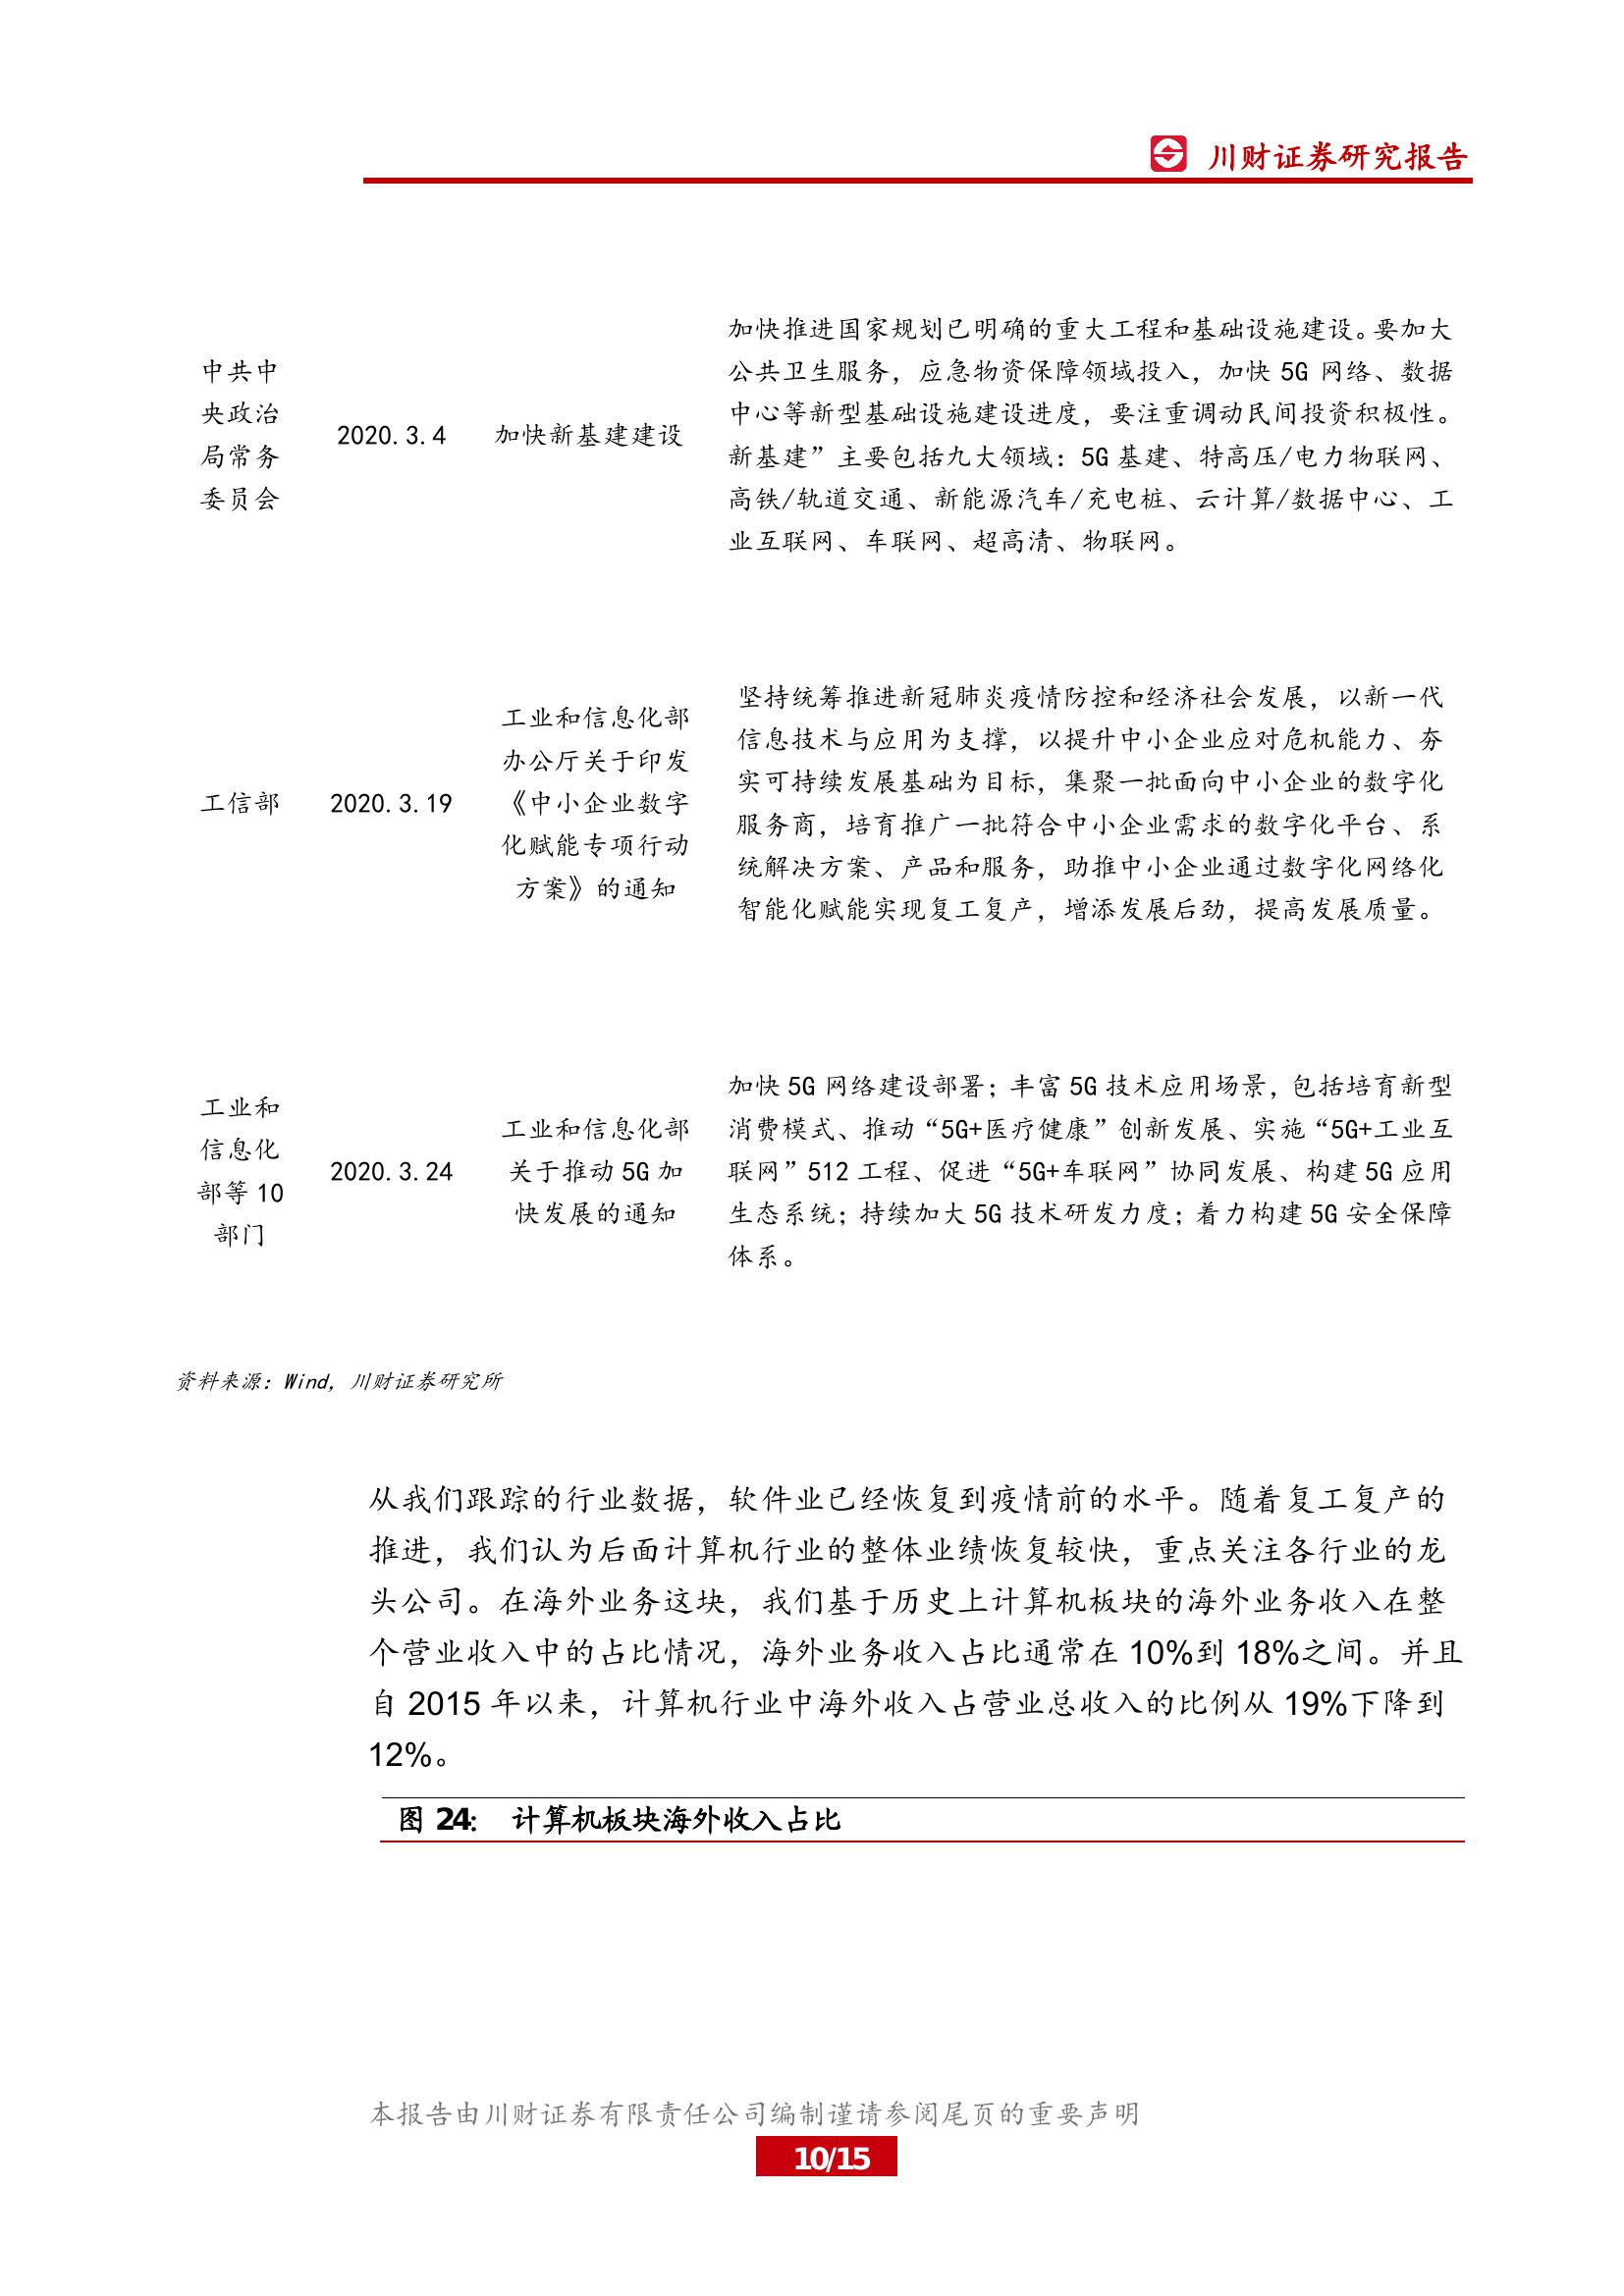 川财证券研究报告
中共中
央政治
局常务
委员会
2020.3.4
加快新基建建设
加快推进国家规划已明确的重大工程和基础设施建设。要加大
公共卫生服务，应急物资保障领域投入，加快 5G 网络、数据
中心等新型基础设施建设进度，要注重调动民间投资积极性。
新基建”主要包括九大领域：5G 基建、特高压/电力物联网、
高铁/轨道交通、新能源汽车/充电桩、云计算/数据中心、工
业互联网、车联网、超高清、物联网。
工信部
2020.3.19
工业和信息化部
办公厅关于印发
《中小企业数字
化赋能专项行动
方案》的通知
坚持统筹推进新冠肺炎疫情防控和经济社会发展，以新一代
信息技术与应用为支撑，以提升中小企业应对危机能力、夯
实可持续发展基础为目标，集聚一批面向中小企业的数字化
服务商，培育推广一批符合中小企业需求的数字化平台、系
统解决方案、产品和服务，助推中小企业通过数字化网络化
智能化赋能实现复工复产，增添发展后劲，提高发展质量。
工业和
信息化
部等 10
部门
2020.3.24
工业和信息化部
关于推动 5G 加
快发展的通知
加快 5G 网络建设部署；丰富 5G 技术应用场景，包括培育新型
消费模式、推动“5G+医疗健康”创新发展、实施“5G+工业互
联网”512 工程、促进“5G+车联网”协同发展、构建 5G 应用
生态系统；持续加大 5G 技术研发力度；着力构建 5G 安全保障
体系。
资料来源：Wind，川财证券研究所
从我们跟踪的行业数据，软件业已经恢复到疫情前的水平。随着复工复产的
推进，我们认为后面计算机行业的整体业绩恢复较快，重点关注各行业的龙
头公司。在海外业务这块，我们基于历史上计算机板块的海外业务收入在整
个营业收入中的占比情况，海外业务收入占比通常在 10%到 18%之间。并且
自 2015 年以来，计算机行业中海外收入占营业总收入的比例从 19%下降到
12%。
图 24： 计算机板块海外收入占比
本报告由川财证券有限责任公司编制谨请参阅尾页的重要声明
10/15